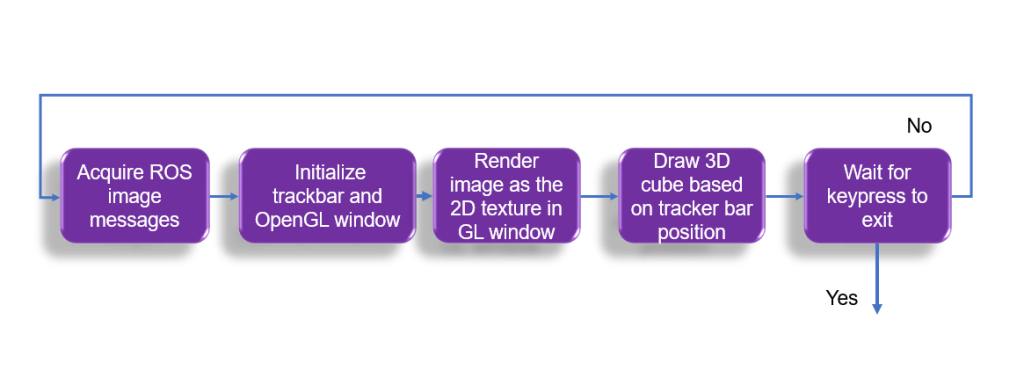 No
Acquire ROS
image
messages
Initialize
trackbar and
OpenGL window
Render
image as the
2D texture in
GL window
Draw 3D
cube based
on tracker bar
position
Wait for
keypress to
exit
Yes